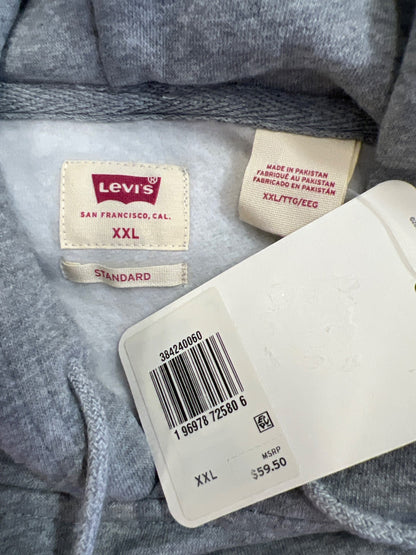 LEVI'S®
SAN FRANCISCO, CAL.
XXL
STANDARD
MADE IN PAKISTAN
FABRIQUÉ AU PAKISTAN
FABRICADO EN PAKISTÁN
XXL/TTG/EEG
384240060
1 96978 72580 6
XXL
MSRP
$59.50